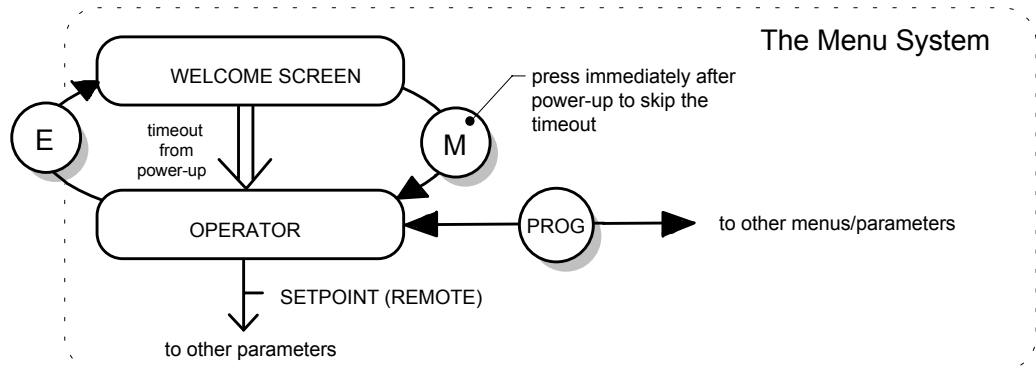 The Menu System
WELCOME SCREEN
press immediately after
power-up to skip the
timeout
E
timeout
from
power-up
M
OPERATOR
PROG
to other menus/parameters
SETPOINT (REMOTE)
to other parameters